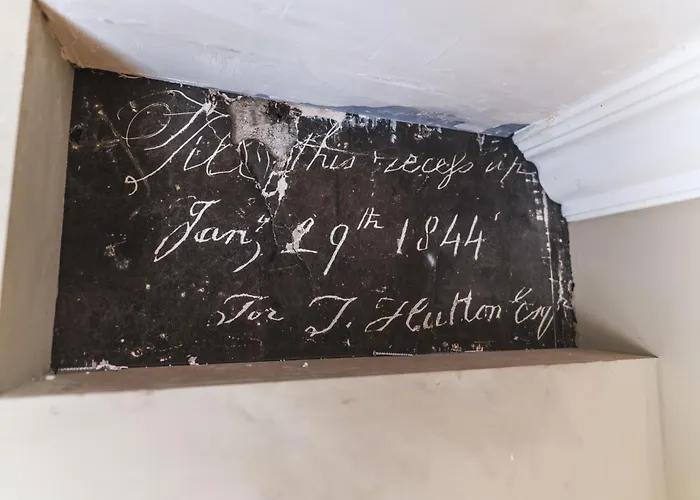 this receſs up
Jany 29th 1844
For T. Hutton Esqr